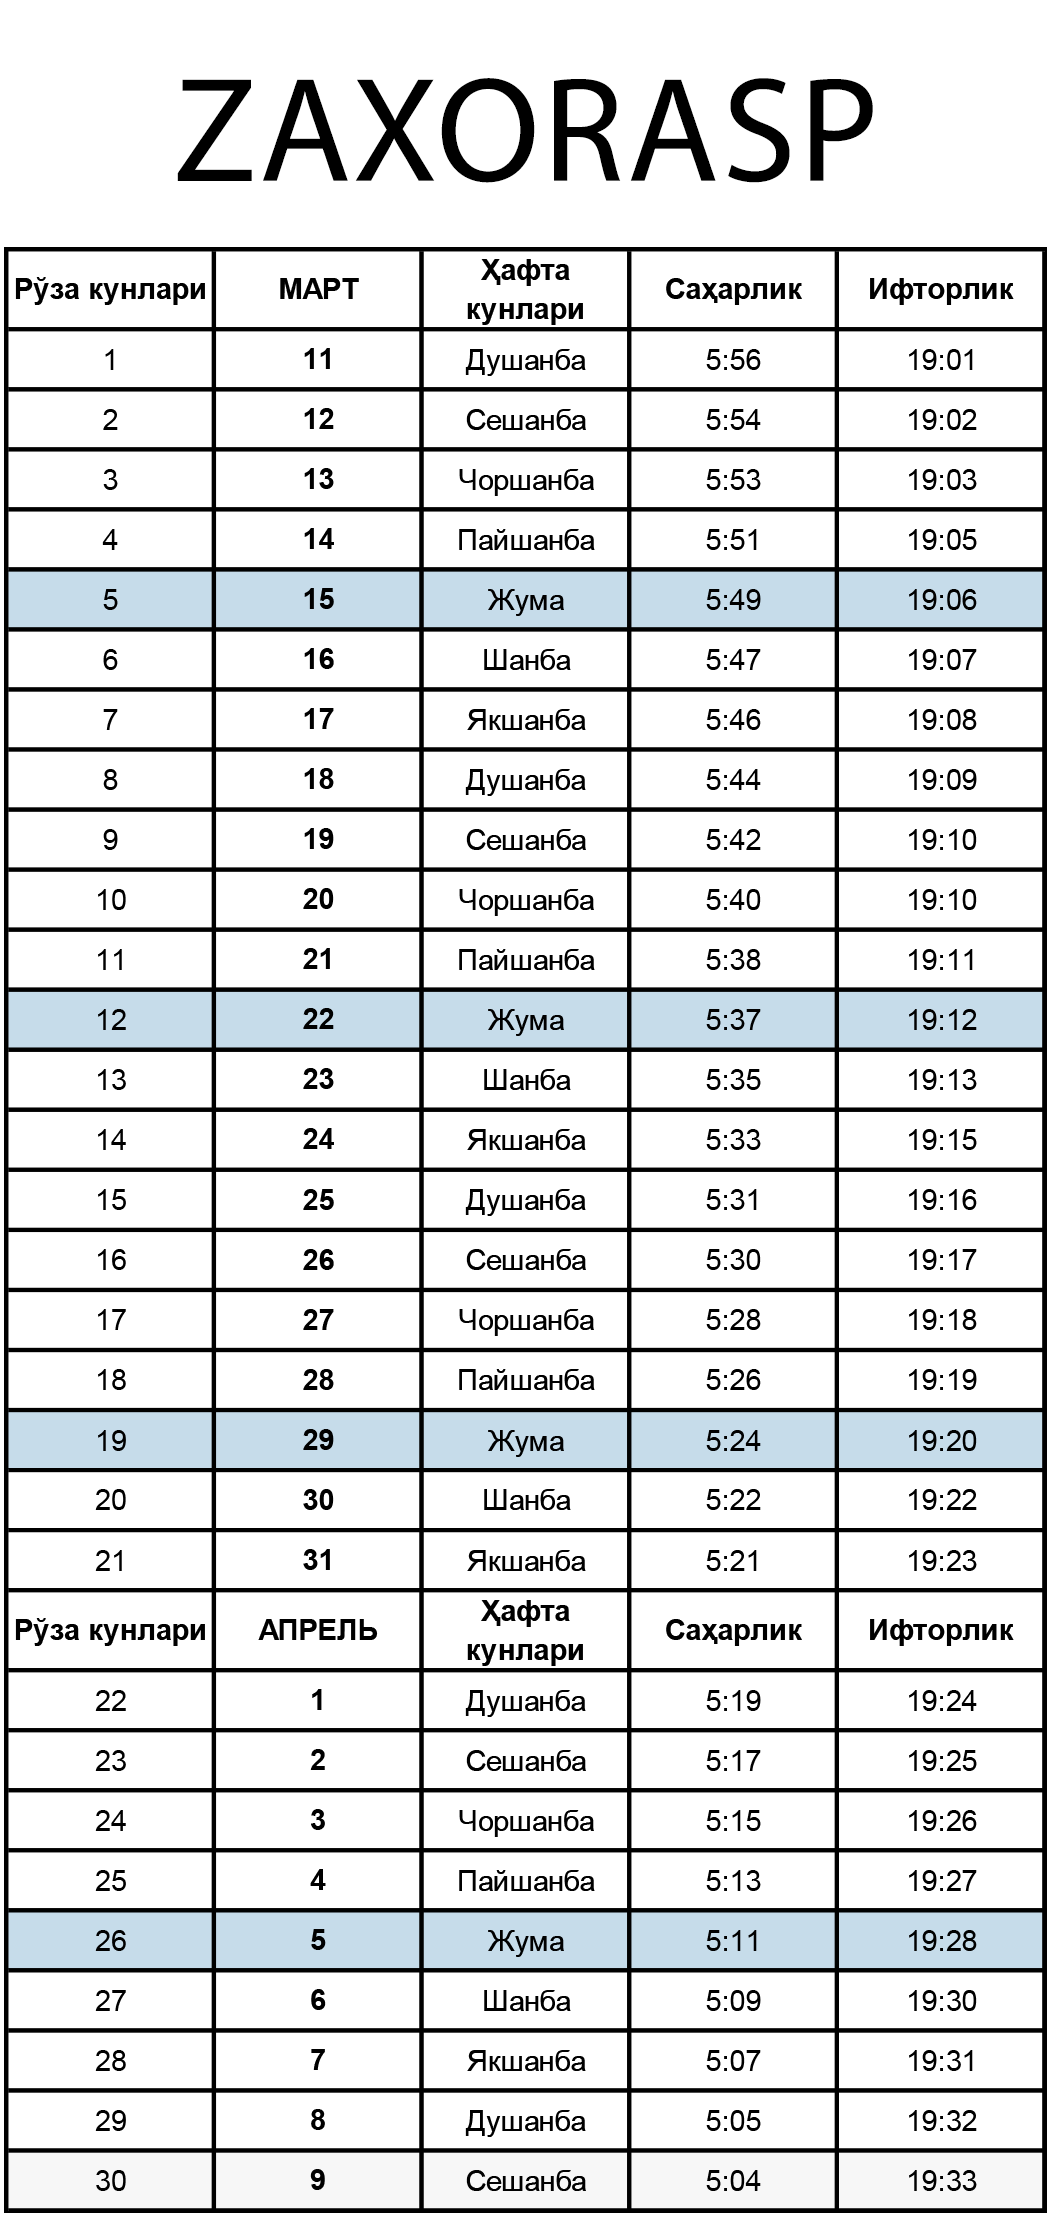 ZAXORASP
Рўза кунлари МАРТ Ҳафта кунлари Саҳарлик Ифторлик
1 11 Душанба 5:56 19:01
2 12 Сешанба 5:54 19:02
3 13 Чоршанба 5:53 19:03
4 14 Пайшанба 5:51 19:05
5 15 Жума 5:49 19:06
6 16 Шанба 5:47 19:07
7 17 Якшанба 5:46 19:08
8 18 Душанба 5:44 19:09
9 19 Сешанба 5:42 19:10
10 20 Чоршанба 5:40 19:10
11 21 Пайшанба 5:38 19:11
12 22 Жума 5:37 19:12
13 23 Шанба 5:35 19:13
14 24 Якшанба 5:33 19:15
15 25 Душанба 5:31 19:16
16 26 Сешанба 5:30 19:17
17 27 Чоршанба 5:28 19:18
18 28 Пайшанба 5:26 19:19
19 29 Жума 5:24 19:20
20 30 Шанба 5:22 19:22
21 31 Якшанба 5:21 19:23
Рўза кунлари АПРЕЛЬ Ҳафта кунлари Саҳарлик Ифторлик
22 1 Душанба 5:19 19:24
23 2 Сешанба 5:17 19:25
24 3 Чоршанба 5:15 19:26
25 4 Пайшанба 5:13 19:27
26 5 Жума 5:11 19:28
27 6 Шанба 5:09 19:30
28 7 Якшанба 5:07 19:31
29 8 Душанба 5:05 19:32
30 9 Сешанба 5:04 19:33